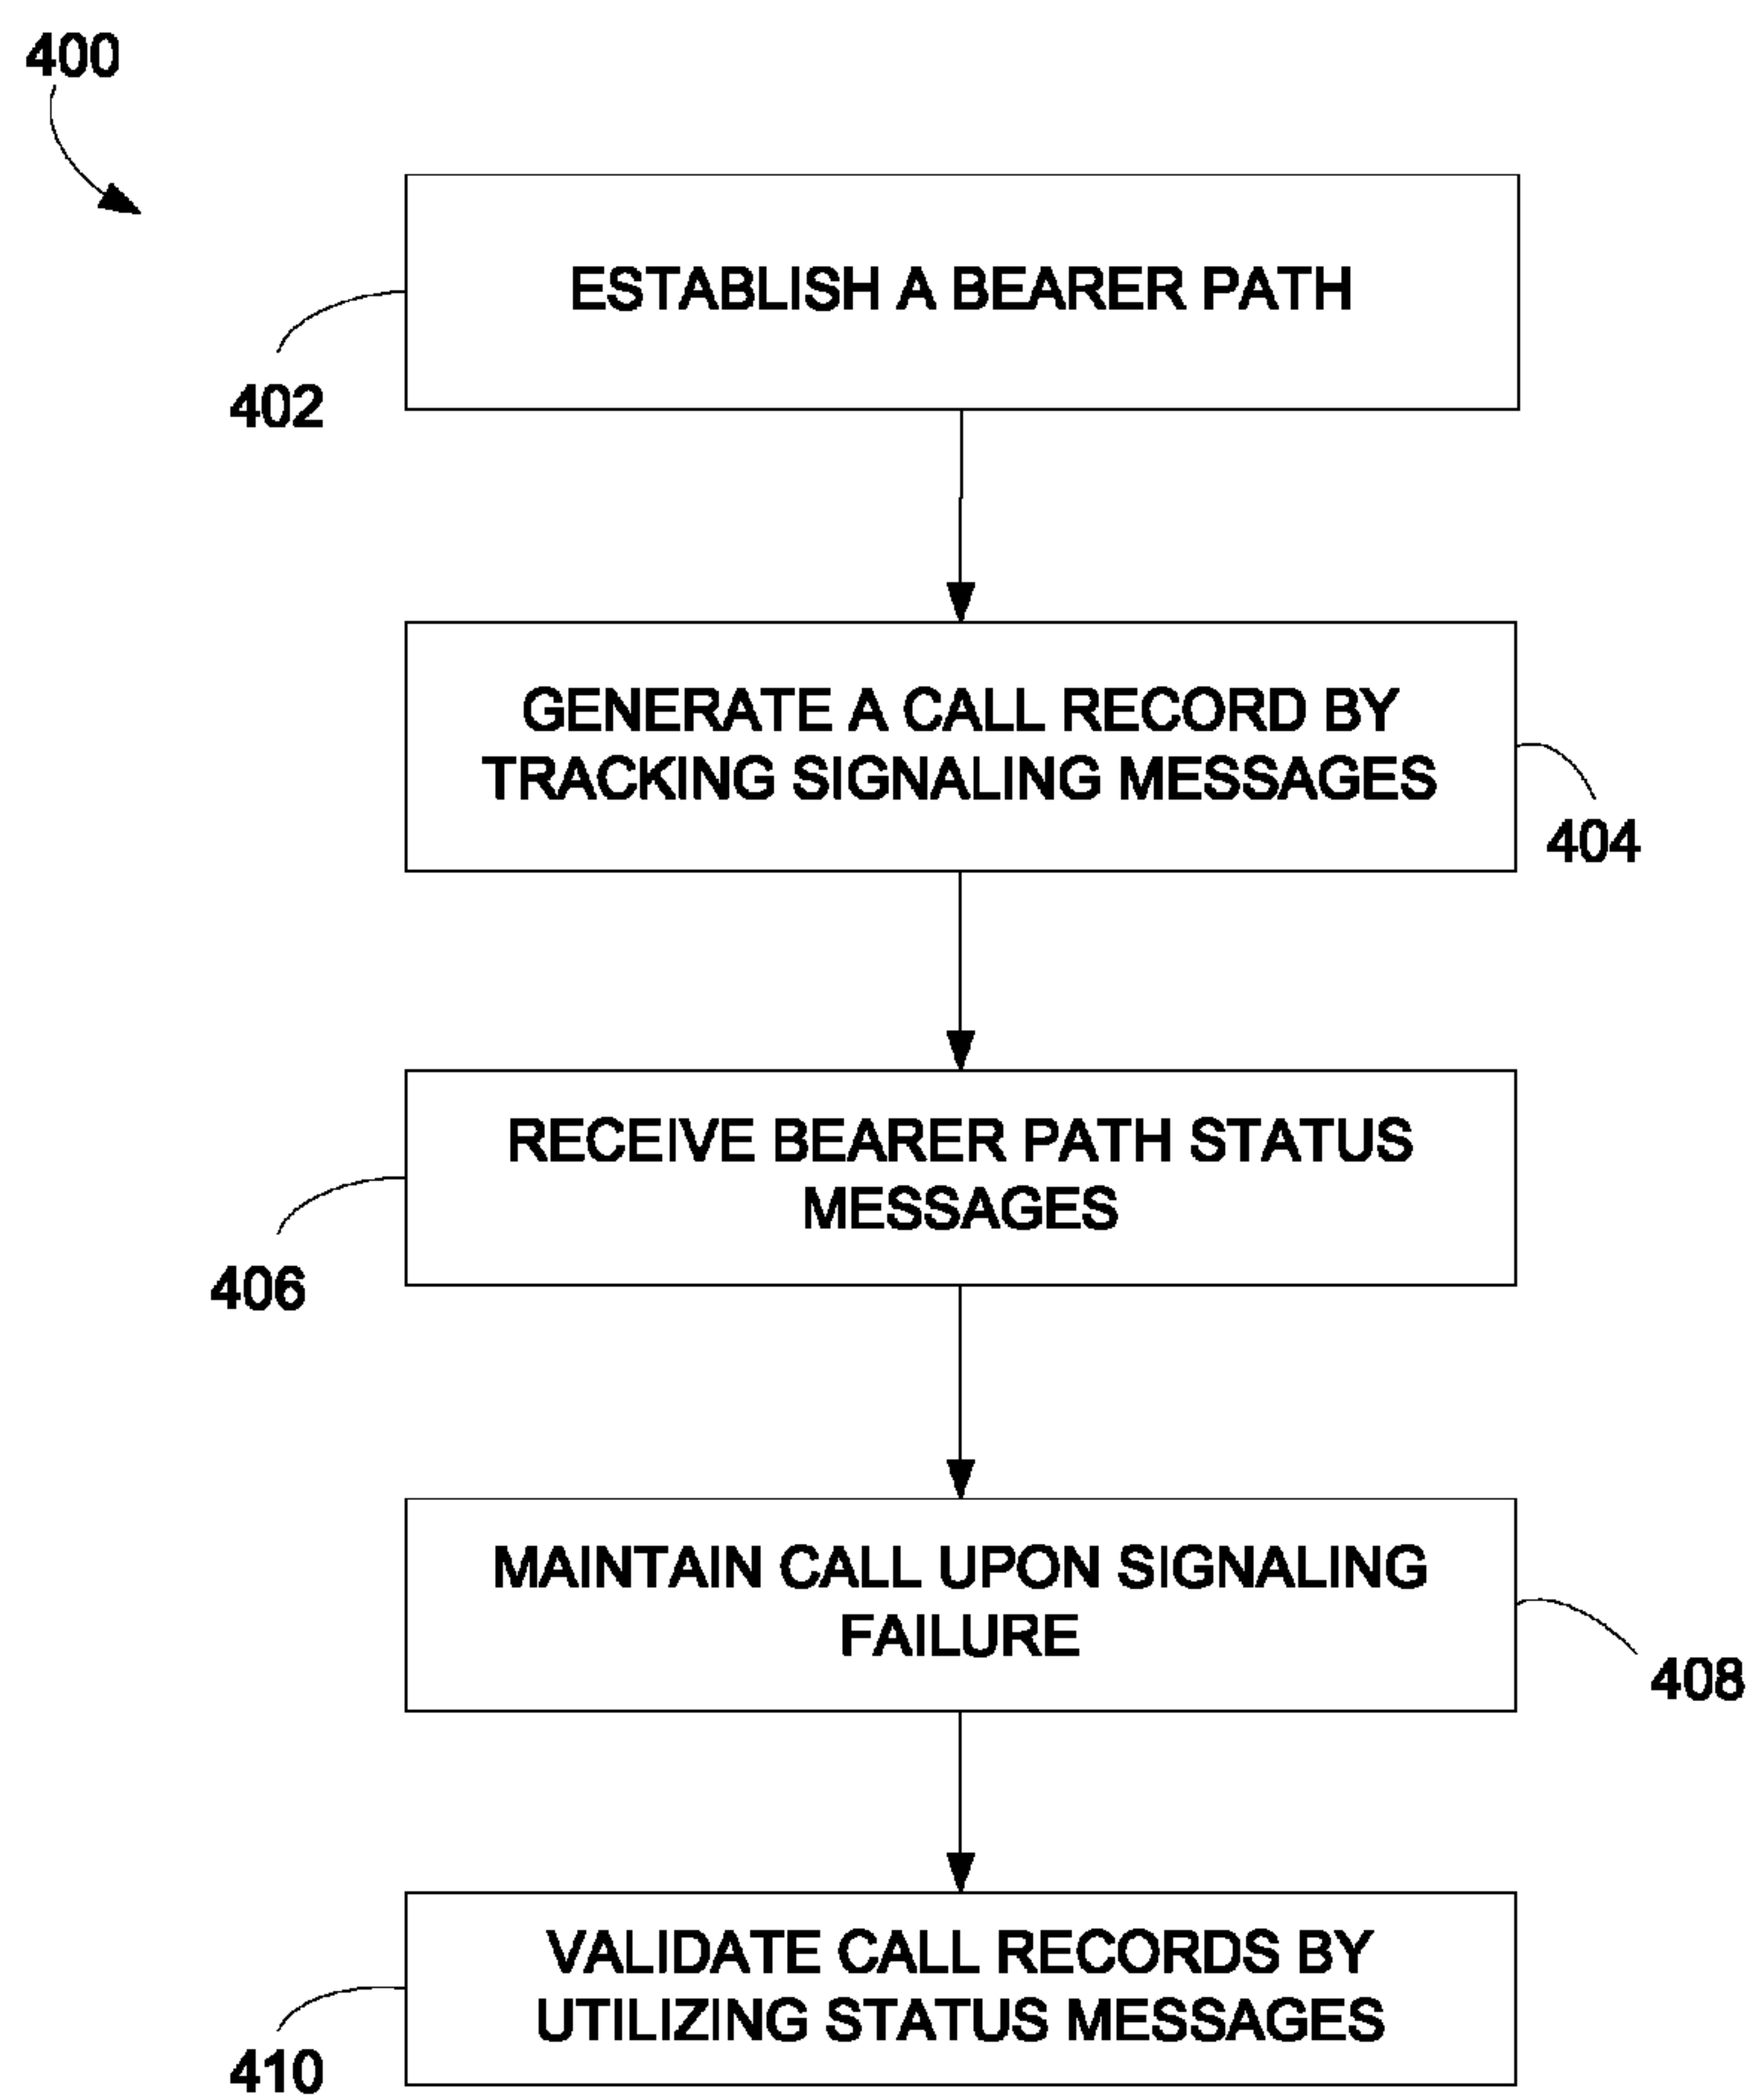 400
ESTABLISH A BEARER PATH
402
GENERATE A CALL RECORD BY
TRACKING SIGNALING MESSAGES
404
RECEIVE BEARER PATH STATUS
MESSAGES
406
MAINTAIN CALL UPON SIGNALING
FAILURE
408
VALIDATE CALL RECORDS BY
UTILIZING STATUS MESSAGES
410